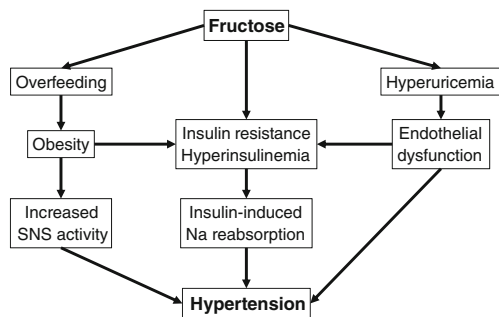 Fructose
Overfeeding
Hyperuricemia
Obesity
Insulin resistance
Hyperinsulinemia
Endothelial
dysfunction
Increased
SNS activity
Insulin-induced
Na reabsorption
Hypertension